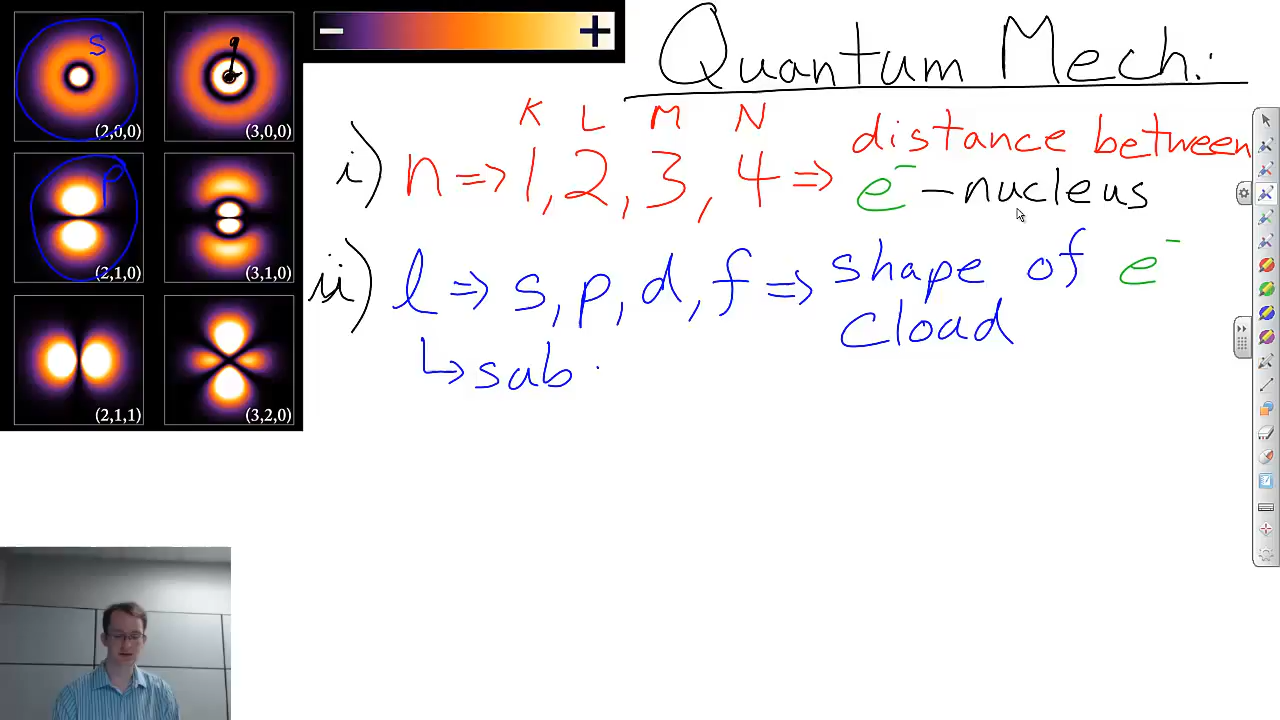 − +
Quantum Mech.
s
(2,0,0) (3,0,0)
K L M N
i) n => 1, 2, 3, 4 => distance between
e⁻ – nucleus
p
(2,1,0) (3,1,0)
ii) l => s, p, d, f => shape of e⁻
cload
↳ sub
(2,1,1) (3,2,0)